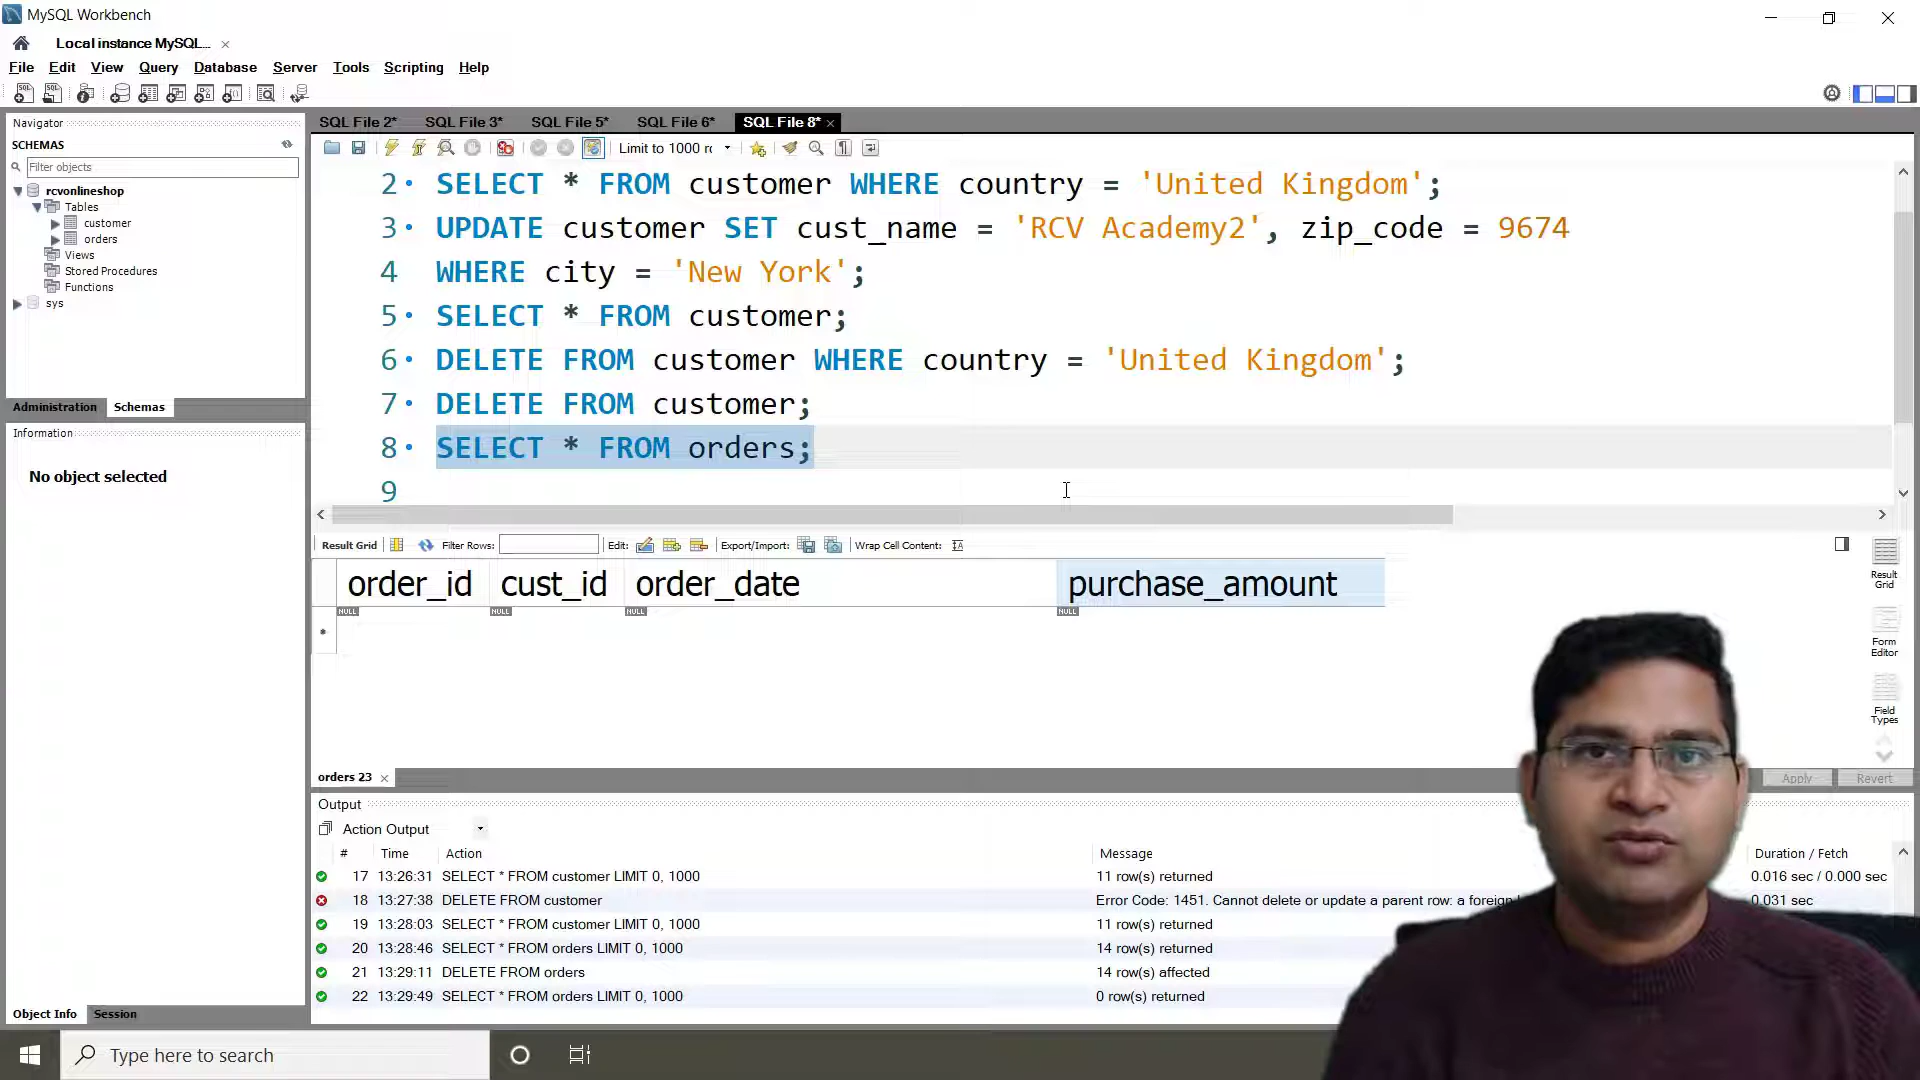 MySQL Workbench
Local instance MySQL...
File Edit View Query Database Server Tools Scripting Help
Navigator
SCHEMAS
Filter objects
rcvonlineshop
Tables
customer
orders
Views
Stored Procedures
Functions
sys
Administration Schemas
Information
No object selected
Object Info Session
SQL File 2* SQL File 3* SQL File 5* SQL File 6* SQL File 8*
Limit to 1000 rc
2 SELECT * FROM customer WHERE country = 'United Kingdom';
3 UPDATE customer SET cust_name = 'RCV Academy2', zip_code = 9674
4 WHERE city = 'New York';
5 SELECT * FROM customer;
6 DELETE FROM customer WHERE country = 'United Kingdom';
7 DELETE FROM customer;
8 SELECT * FROM orders;
9
Result Grid Filter Rows: Edit: Export/Import: Wrap Cell Content:
order_id cust_id order_date purchase_amount
NULL NULL NULL NULL
Result Grid
Form Editor
Field Types
orders 23
Apply Revert
Output
Action Output
# Time Action Message Duration / Fetch
17 13:26:31 SELECT * FROM customer LIMIT 0, 1000 11 row(s) returned 0.016 sec / 0.000 sec
18 13:27:38 DELETE FROM customer Error Code: 1451. Cannot delete or update a parent row: a foreign 0.031 sec
19 13:28:03 SELECT * FROM customer LIMIT 0, 1000 11 row(s) returned
20 13:28:46 SELECT * FROM orders LIMIT 0, 1000 14 row(s) returned
21 13:29:11 DELETE FROM orders 14 row(s) affected
22 13:29:49 SELECT * FROM orders LIMIT 0, 1000 0 row(s) returned
Type here to search